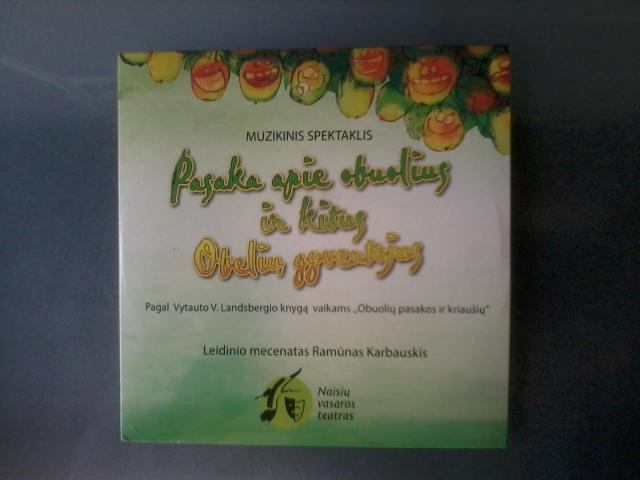 MUZIKINIS SPEKTAKLIS
Pasaka apie obuolius
ir kitus
Obelių gyventojus
Pagal Vytauto V. Landsbergio knygą vaikams „Obuolių pasakos ir kriaušių"
Leidinio mecenatas Ramūnas Karbauskis
Naisių
vasaros
teatras